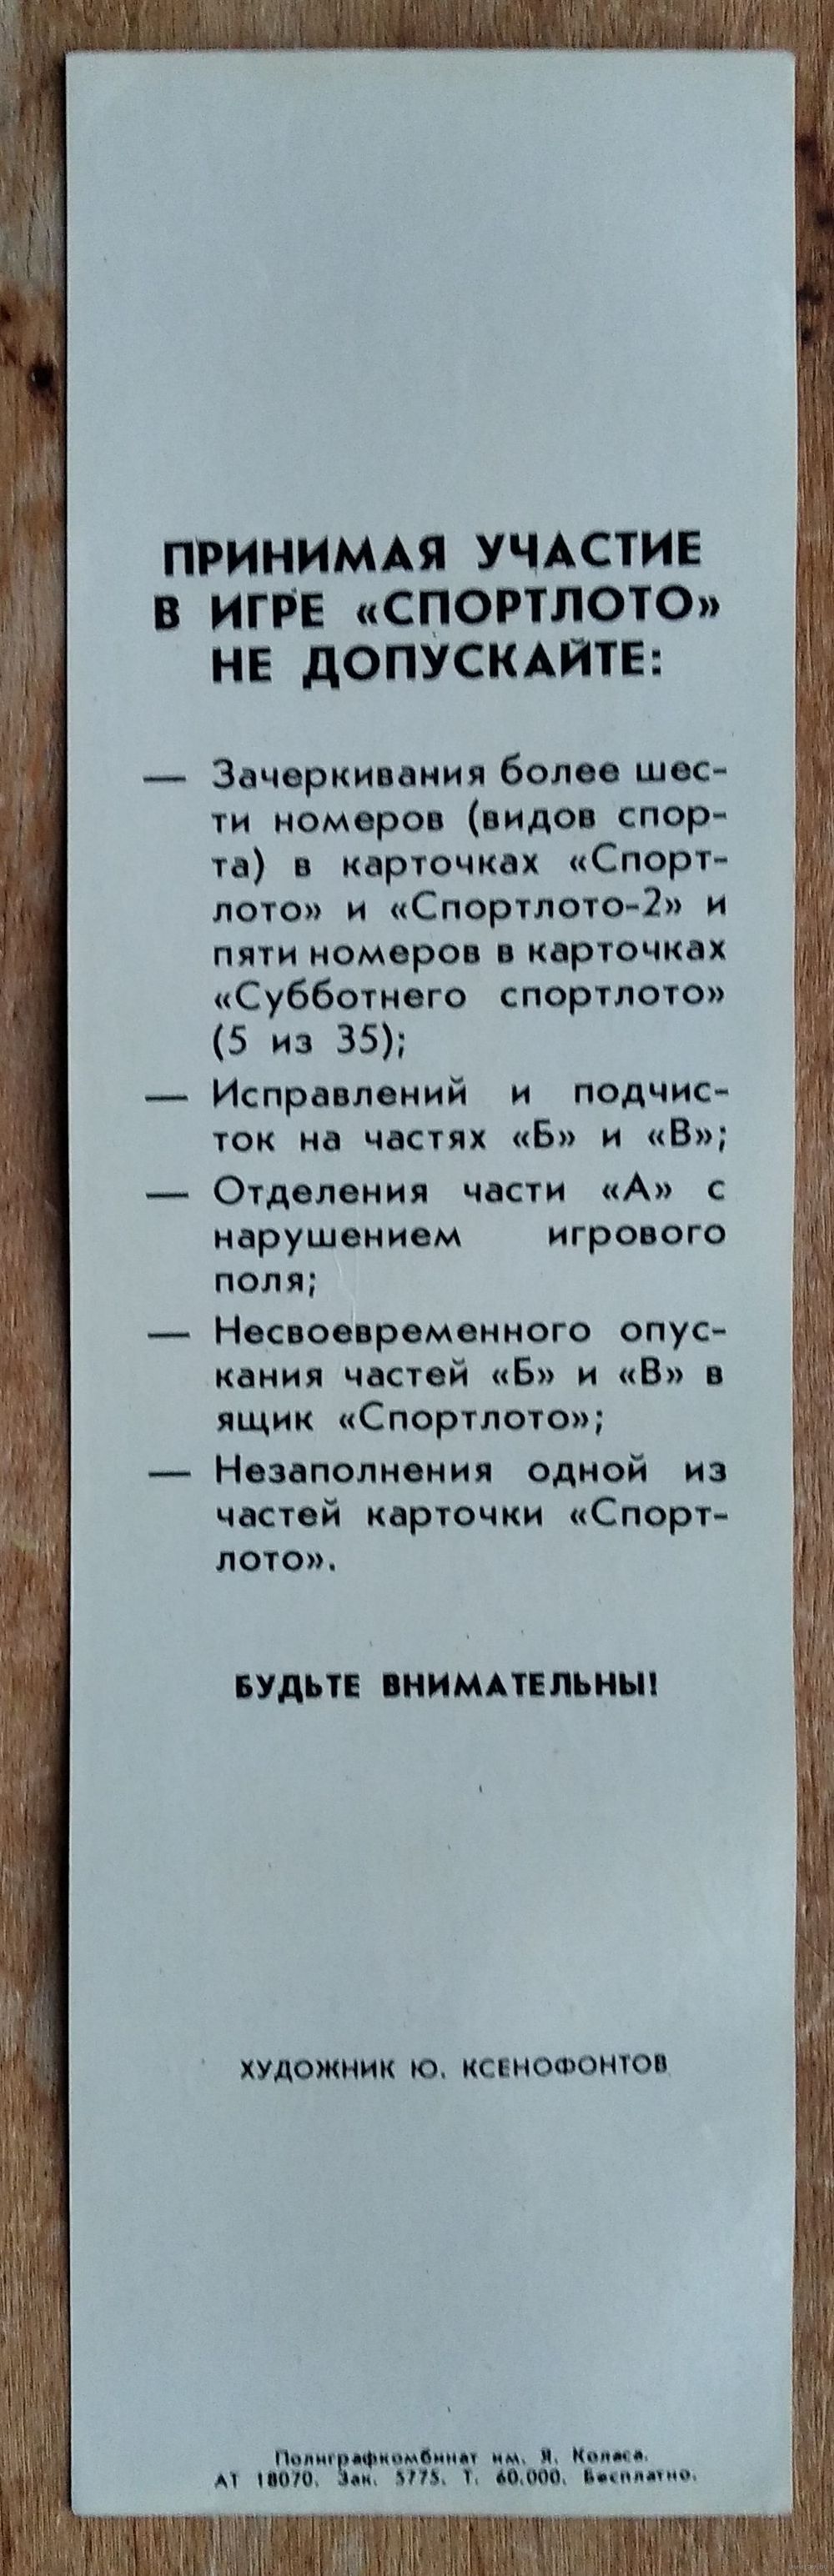 ПРИНИМАЯ УЧАСТИЕ
В ИГРЕ «СПОРТЛОТО»
НЕ ДОПУСКАЙТЕ:
— Зачеркивания более шес-
ти номеров (видов спор-
та) в карточках «Спорт-
лото» и «Спортлото-2» и
пяти номеров в карточках
«Субботнего спортлото»
(5 из 35);
— Исправлений и подчис-
ток на частях «Б» и «В»;
— Отделения части «А» с
нарушением игрового
поля;
— Несвоевременного опус-
кания частей «Б» и «В» в
ящик «Спортлото»;
— Незаполнения одной из
частей карточки «Спорт-
лото».
БУДЬТЕ ВНИМАТЕЛЬНЫ!
ХУДОЖНИК Ю. КСЕНОФОНТОВ
Полиграфкомбинат им. Я. Коласа.
АТ 18070. Зак. 5775. Т. 60.000. Бесплатно.